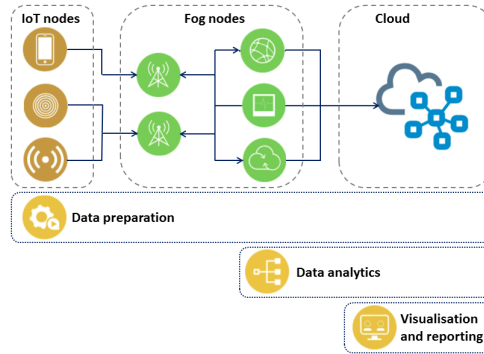 IoT nodes
Fog nodes
Cloud
Data preparation
Data analytics
Visualisation
and reporting